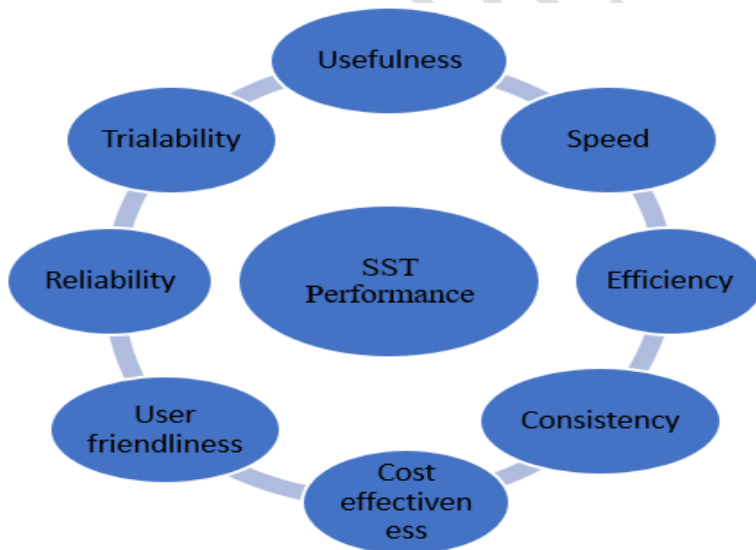 Usefulness
Trialability
Speed
SST
Performance
Reliability
Efficiency
User
friendliness
Consistency
Cost
effectiven
ess